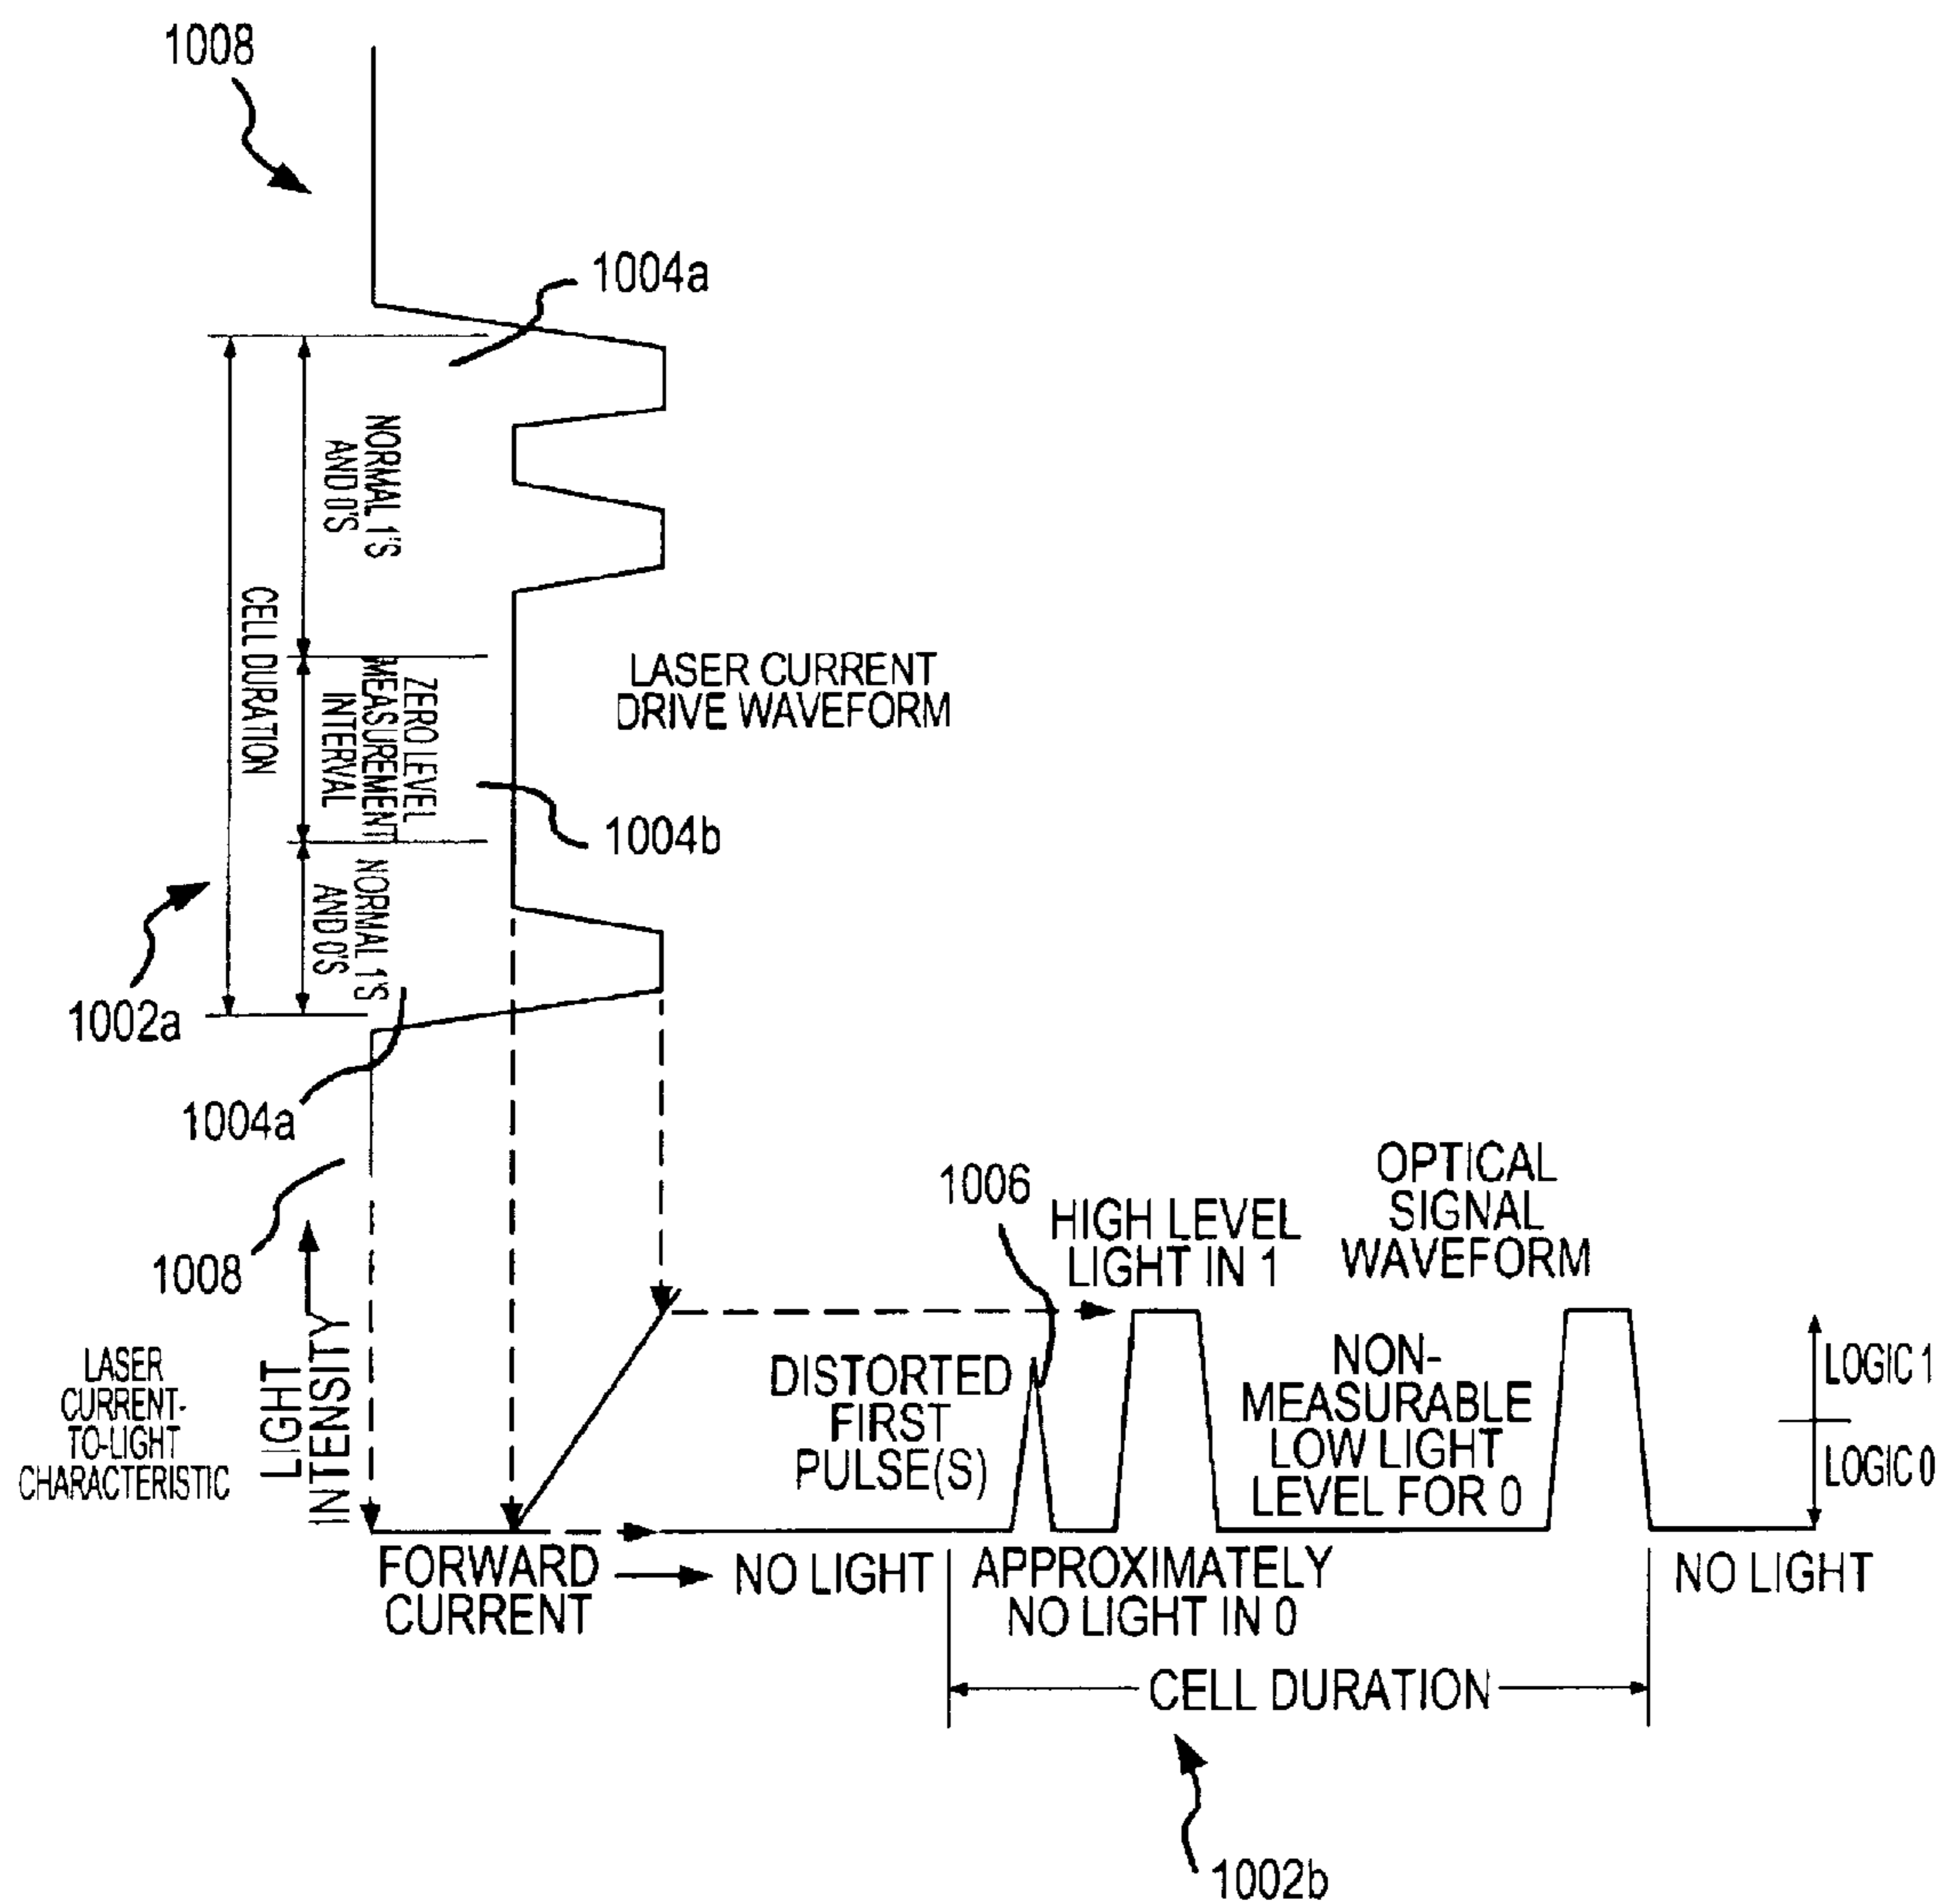 1008
1004a
NORMAL 1'S
AND 0'S
CELL DURATION
ZERO LEVEL
MEASUREMENT
INTERVAL
LASER CURRENT
DRIVE WAVEFORM
1004b
NORMAL 1'S
AND 0'S
1002a
1004a
1008
LIGHT
INTENSITY
LASER
CURRENT-
TO-LIGHT
CHARACTERISTIC
1006
HIGH LEVEL
LIGHT IN 1
OPTICAL
SIGNAL
WAVEFORM
DISTORTED
FIRST
PULSE(S)
NON-
MEASURABLE
LOW LIGHT
LEVEL FOR 0
LOGIC 1
LOGIC 0
FORWARD
CURRENT
NO LIGHT
APPROXIMATELY
NO LIGHT IN 0
NO LIGHT
CELL DURATION
1002b